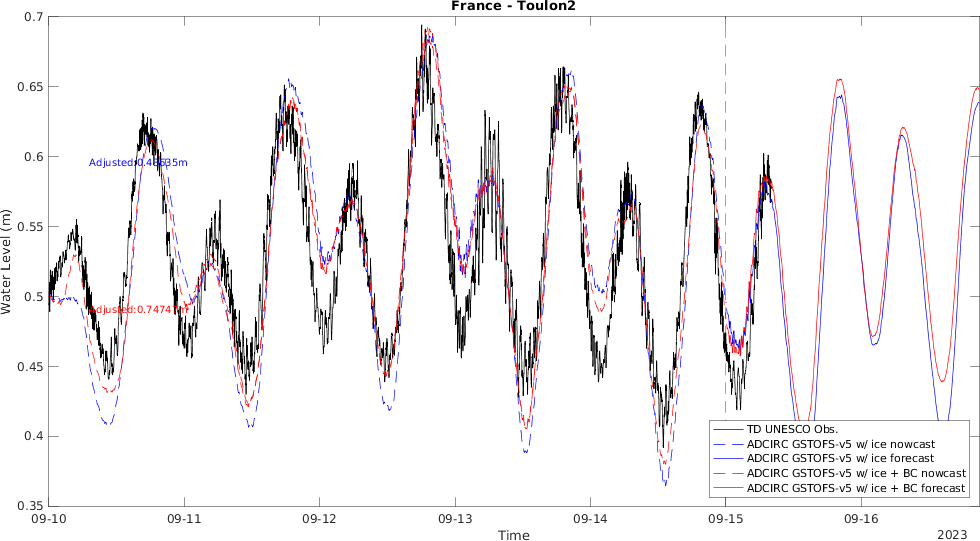 France - Toulon2
0.7
0.65
0.6
0.55
0.5
0.45
0.4
0.35
Water Level (m)
Adjusted:0.48635m
09-10
09-11
09-12
09-13
09-14
09-15
09-16
Time
2023
TD UNESCO Obs.
ADCIRC GSTOFS-v5 w/ ice nowcast
ADCIRC GSTOFS-v5 w/ ice forecast
ADCIRC GSTOFS-v5 w/ ice + BC nowcast
ADCIRC GSTOFS-v5 w/ ice + BC forecast